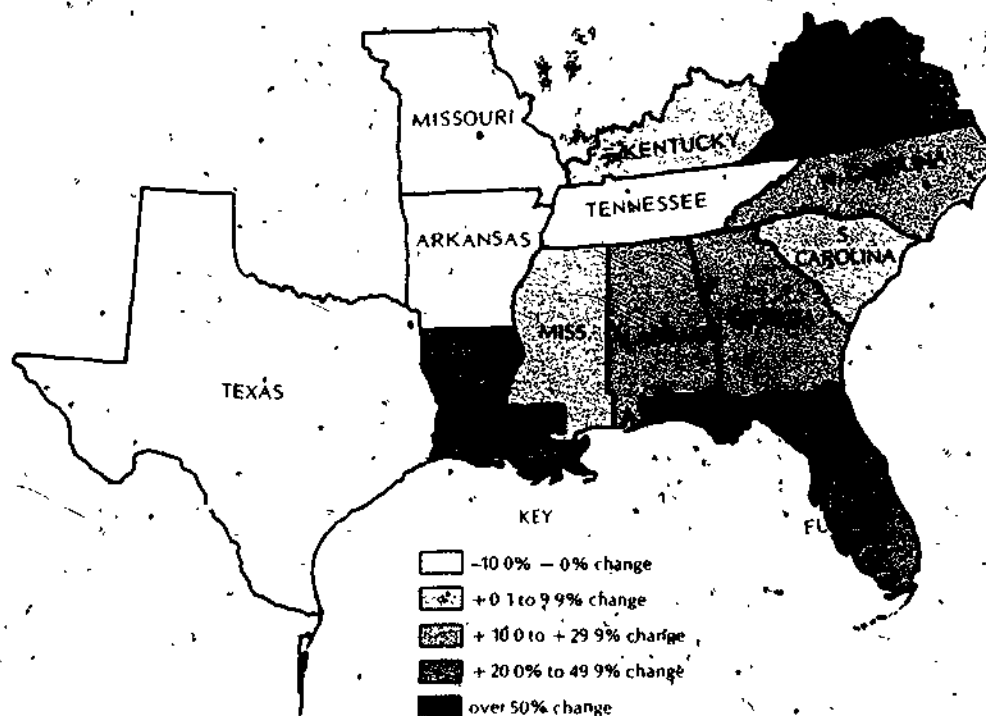 MISSOURI
KENTUCKY
TENNESSEE
ARKANSAS
S.
CAROLINA
MISS.
TEXAS
KEY
-10 0% - 0% change
+ 0 1 to 9 9% change
+ 10 0 to + 29 9% change
+ 20 0% to 49 9% change
over 50% change